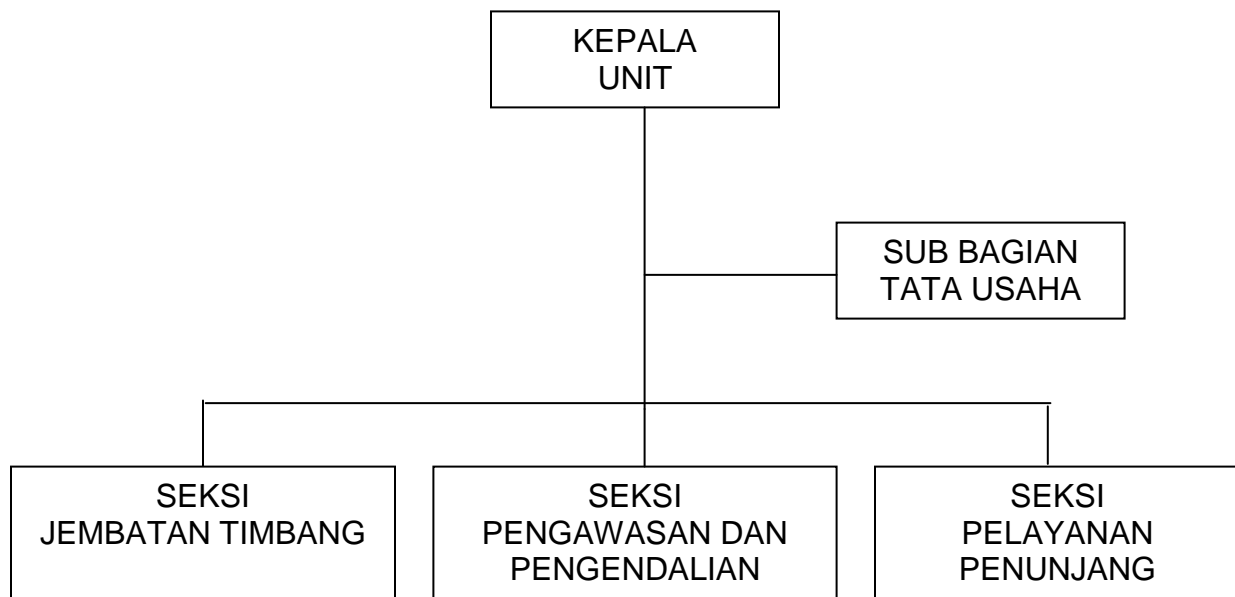 KEPALA
UNIT
SUB BAGIAN
TATA USAHA
SEKSI
JEMBATAN TIMBANG
SEKSI
PENGAWASAN DAN
PENGENDALIAN
SEKSI
PELAYANAN
PENUNJANG